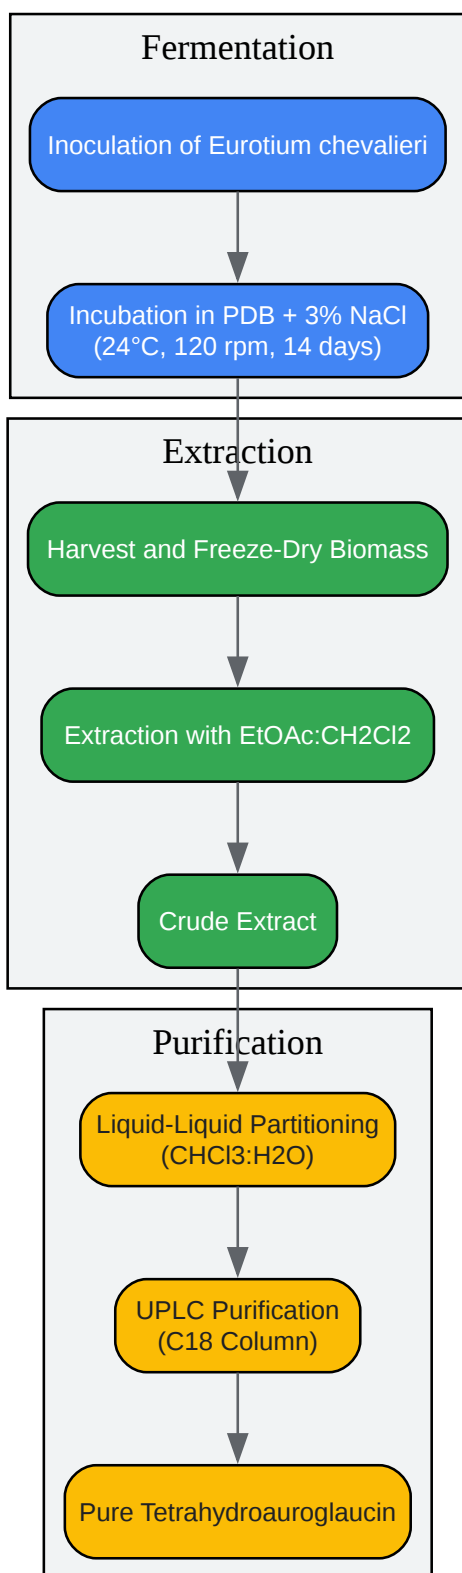 Fermentation
Inoculation of Eurotium chevalieri
Incubation in PDB + 3% NaCl
(24°C, 120 rpm, 14 days)
Extraction
Harvest and Freeze-Dry Biomass
Extraction with EtOAc:CH2Cl2
Crude Extract
Purification
Liquid-Liquid Partitioning
(CHCl3:H2O)
UPLC Purification
(C18 Column)
Pure Tetrahydroauroglaucin